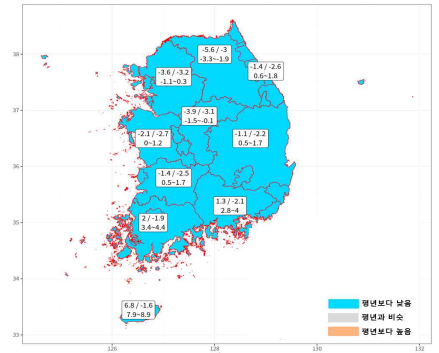 38
37
36
35
34
33
126
128
130
132
-5.6 / -3
-3.3~-1.9
-1.4 / -2.6
0.6~1.8
-3.6 / -3.2
-1.1~0.3
-3.9 / -3.1
-1.5~-0.1
-2.1 / -2.7
0~1.2
-1.1 / -2.2
0.5~1.7
-1.4 / -2.5
0.5~1.7
1.3 / -2.1
2.8~4
2 / -1.9
3.4~4.4
6.8 / -1.6
7.9~8.9
평년보다 낮음
평년과 비슷
평년보다 높음